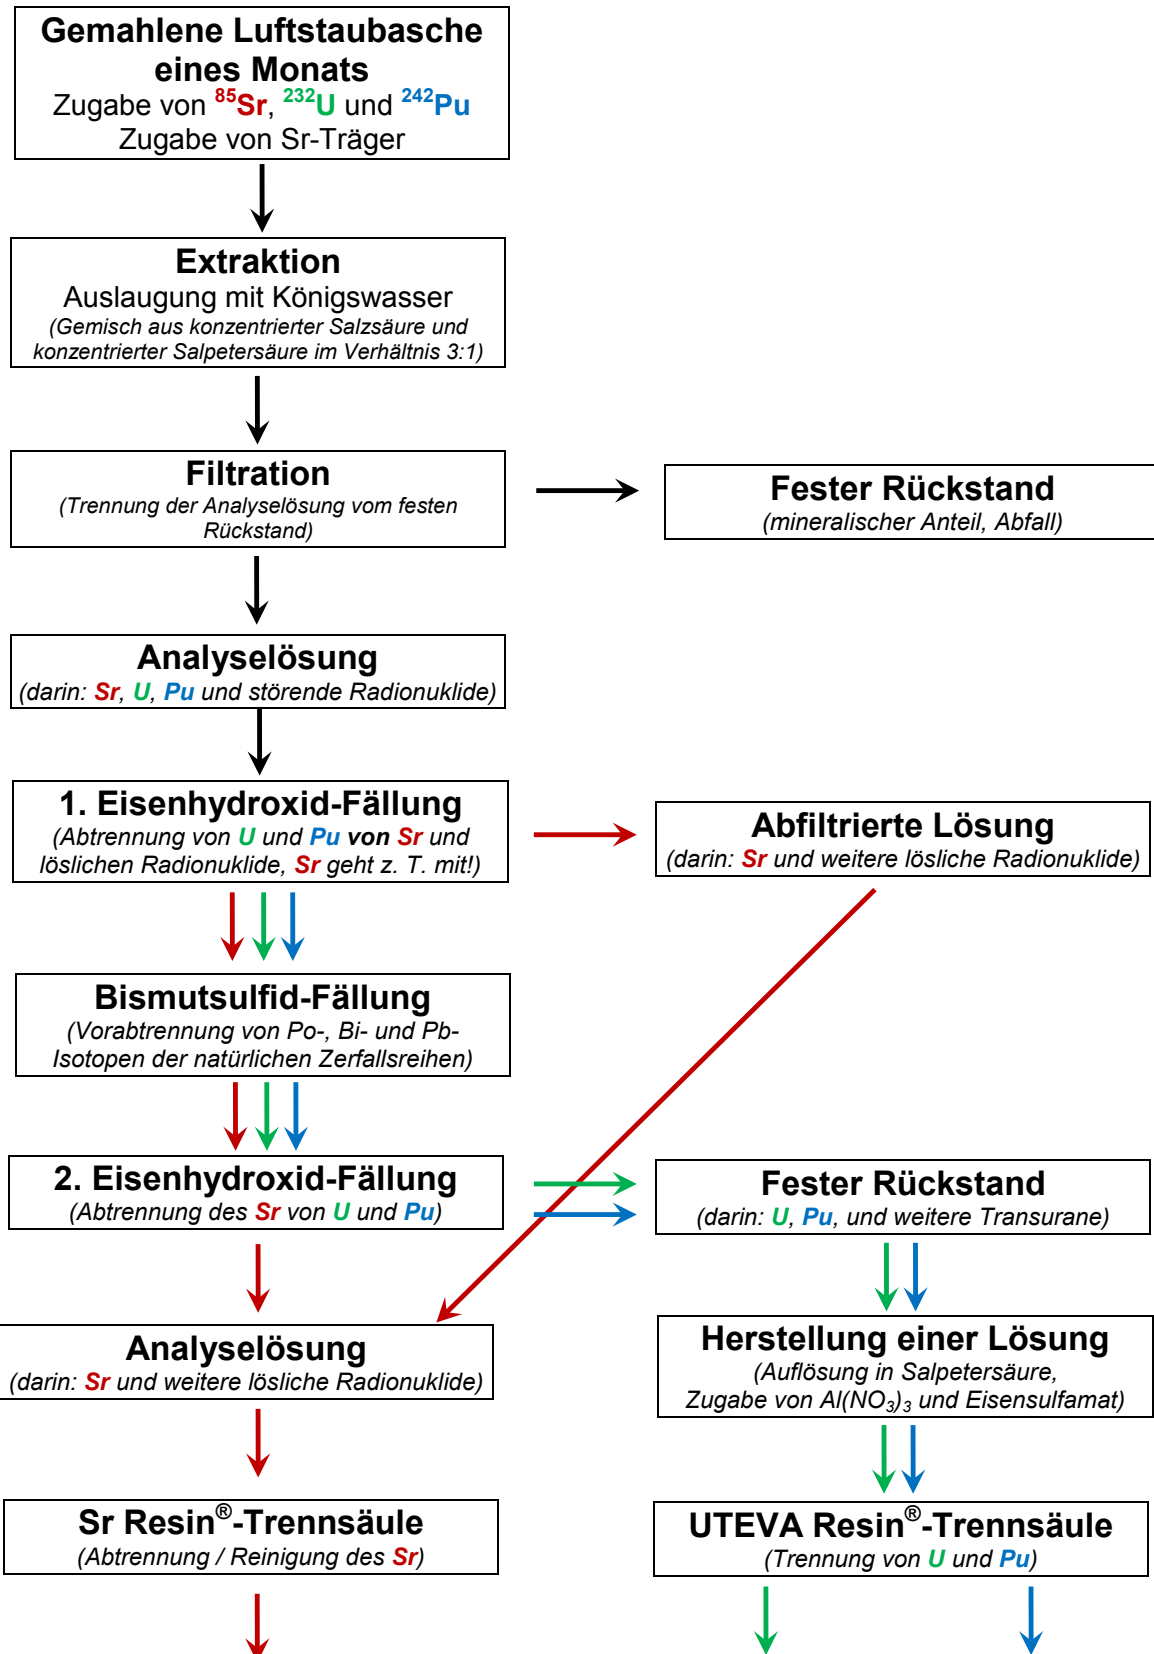 Gemahlene Luftstaubasche
eines Monats
Zugabe von ⁸⁵Sr, ²³²U und ²⁴²Pu
Zugabe von Sr-Träger
Extraktion
Auslaugung mit Königswasser
(Gemisch aus konzentrierter Salzsäure und
konzentrierter Salpetersäure im Verhältnis 3:1)
Filtration
(Trennung der Analyselösung vom festen
Rückstand)
Fester Rückstand
(mineralischer Anteil, Abfall)
Analyselösung
(darin: Sr, U, Pu und störende Radionuklide)
1. Eisenhydroxid-Fällung
(Abtrennung von U und Pu von Sr und
löslichen Radionuklide, Sr geht z. T. mit!)
Abfiltrierte Lösung
(darin: Sr und weitere lösliche Radionuklide)
Bismutsulfid-Fällung
(Vorabtrennung von Po-, Bi- und Pb-
Isotopen der natürlichen Zerfallsreihen)
2. Eisenhydroxid-Fällung
(Abtrennung des Sr von U und Pu)
Fester Rückstand
(darin: U, Pu, und weitere Transurane)
Analyselösung
(darin: Sr und weitere lösliche Radionuklide)
Herstellung einer Lösung
(Auflösung in Salpetersäure,
Zugabe von Al(NO₃)₃ und Eisensulfamat)
Sr Resin®-Trennsäule
(Abtrennung / Reinigung des Sr)
UTEVA Resin®-Trennsäule
(Trennung von U und Pu)